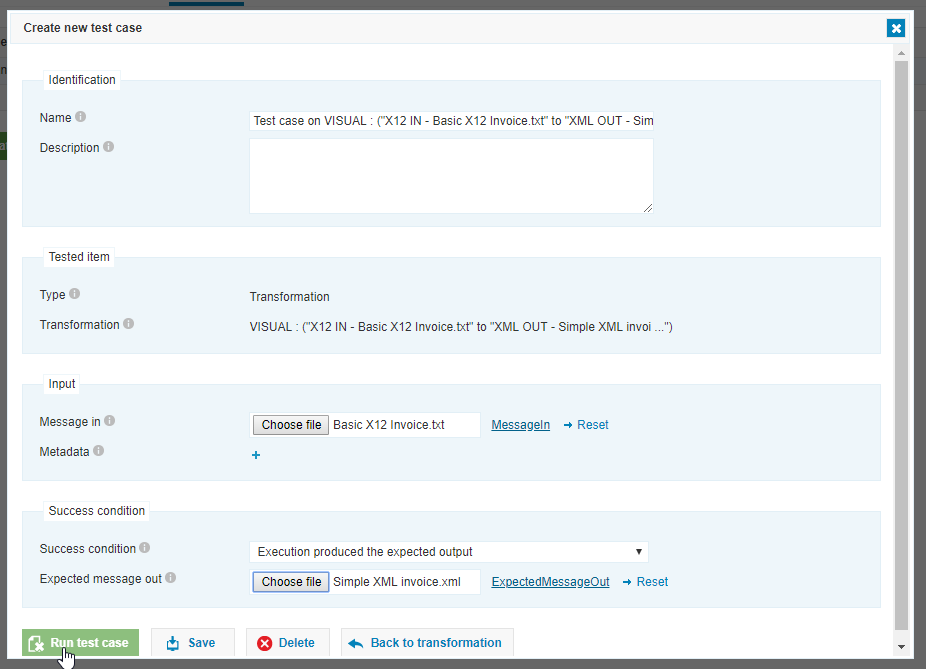 Create new test case
Identification
Name
Test case on VISUAL : ("X12 IN - Basic X12 Invoice.txt" to "XML OUT - Sim
Description
Tested item
Type Transformation
Transformation VISUAL : ("X12 IN - Basic X12 Invoice.txt" to "XML OUT - Simple XML invoi ...")
Input
Message in Choose file Basic X12 Invoice.txt MessageIn Reset
Metadata
Success condition
Success condition Execution produced the expected output
Expected message out Choose file Simple XML invoice.xml ExpectedMessageOut Reset
Run test case Save Delete Back to transformation